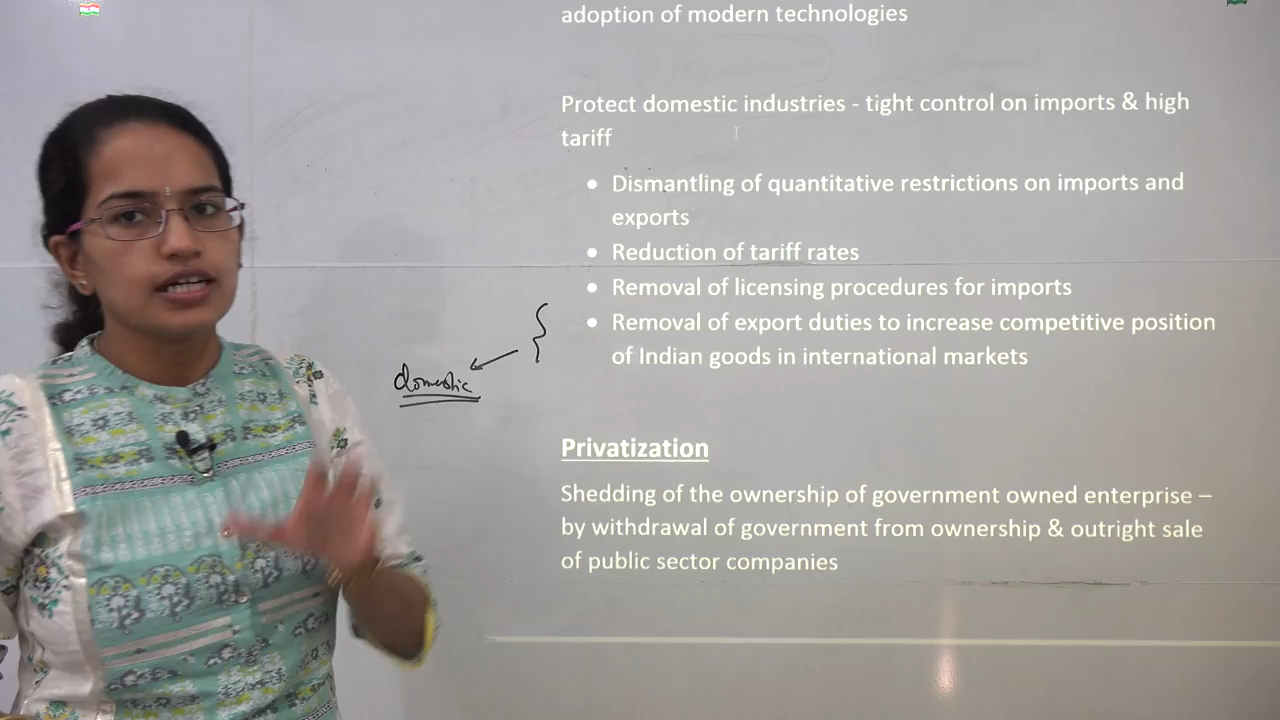 adoption of modern technologies
Protect domestic industries - tight control on imports & high
tariff
• Dismantling of quantitative restrictions on imports and
exports
• Reduction of tariff rates
• Removal of licensing procedures for imports
• Removal of export duties to increase competitive position
of Indian goods in international markets
domestic
Privatization
Shedding of the ownership of government owned enterprise –
by withdrawal of government from ownership & outright sale
of public sector companies